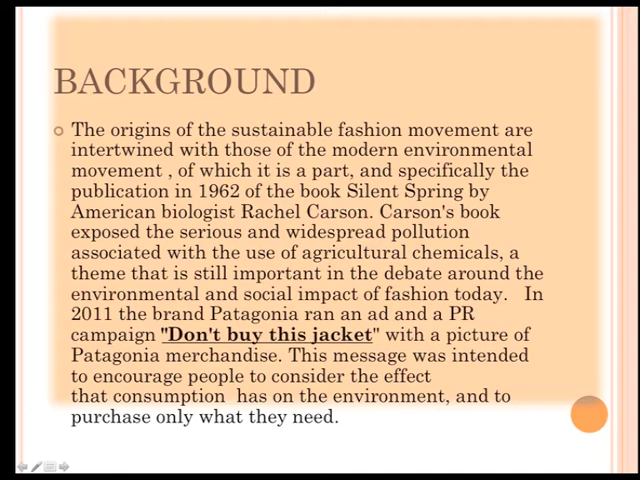 BACKGROUND
The origins of the sustainable fashion movement are
intertwined with those of the modern environmental
movement , of which it is a part, and specifically the
publication in 1962 of the book Silent Spring by
American biologist Rachel Carson. Carson's book
exposed the serious and widespread pollution
associated with the use of agricultural chemicals, a
theme that is still important in the debate around the
environmental and social impact of fashion today.   In
2011 the brand Patagonia ran an ad and a PR
campaign "Don't buy this jacket" with a picture of
Patagonia merchandise. This message was intended
to encourage people to consider the effect
that consumption  has on the environment, and to
purchase only what they need.